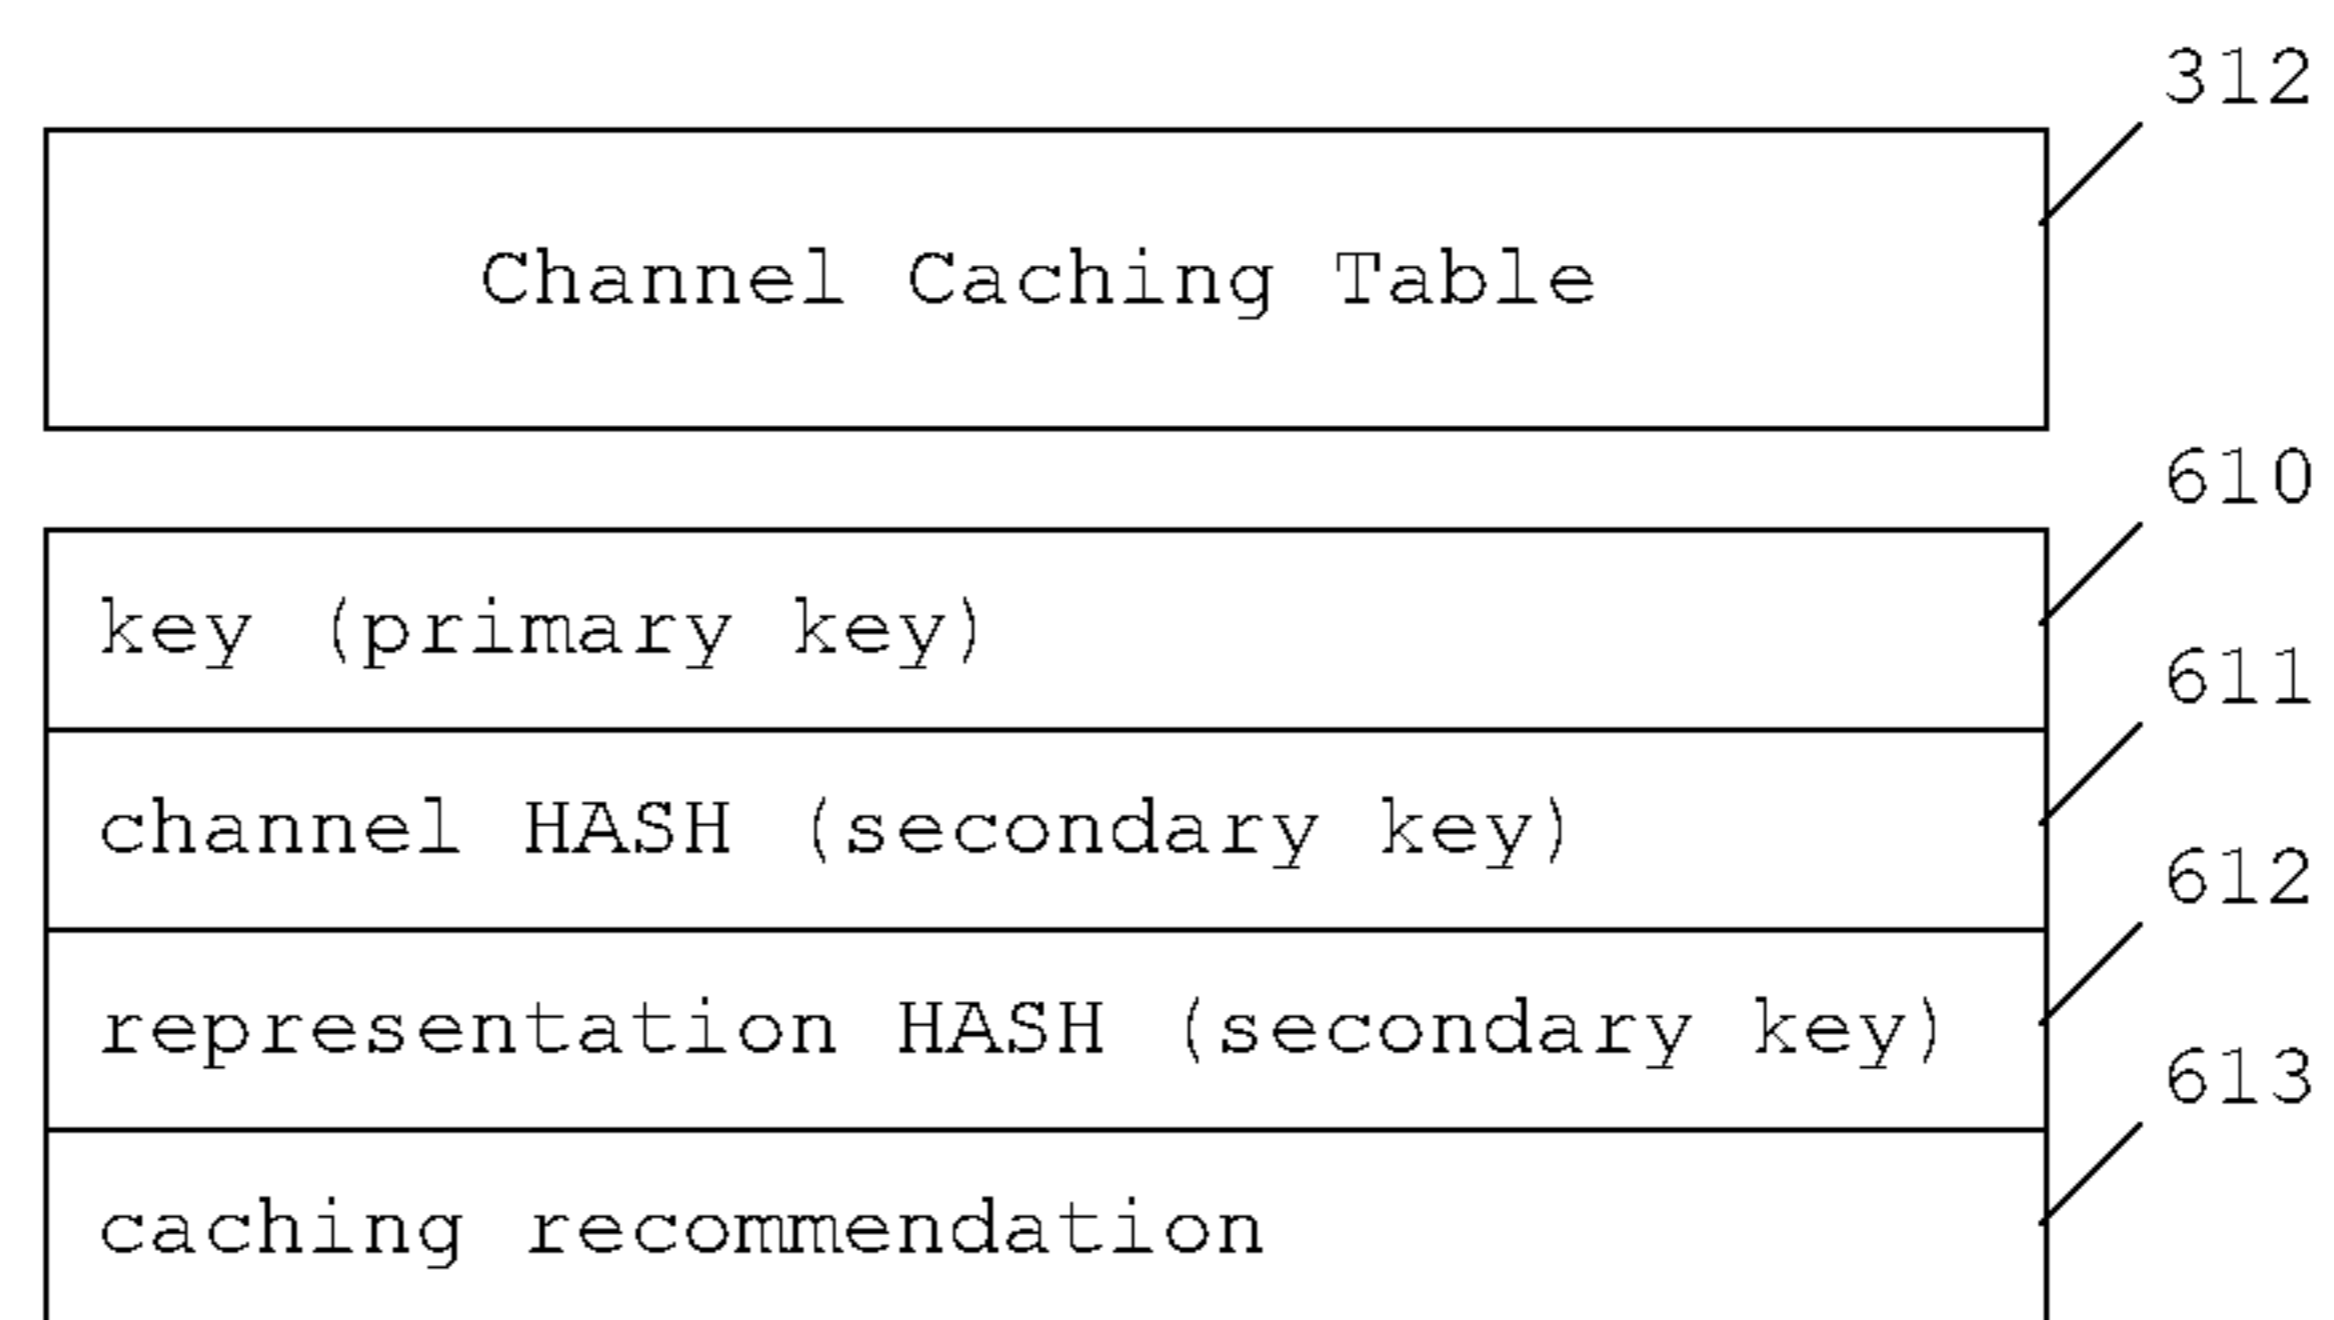 312
Channel Caching Table
610
key (primary key)
611
channel HASH (secondary key)
612
representation HASH (secondary key)
613
caching recommendation